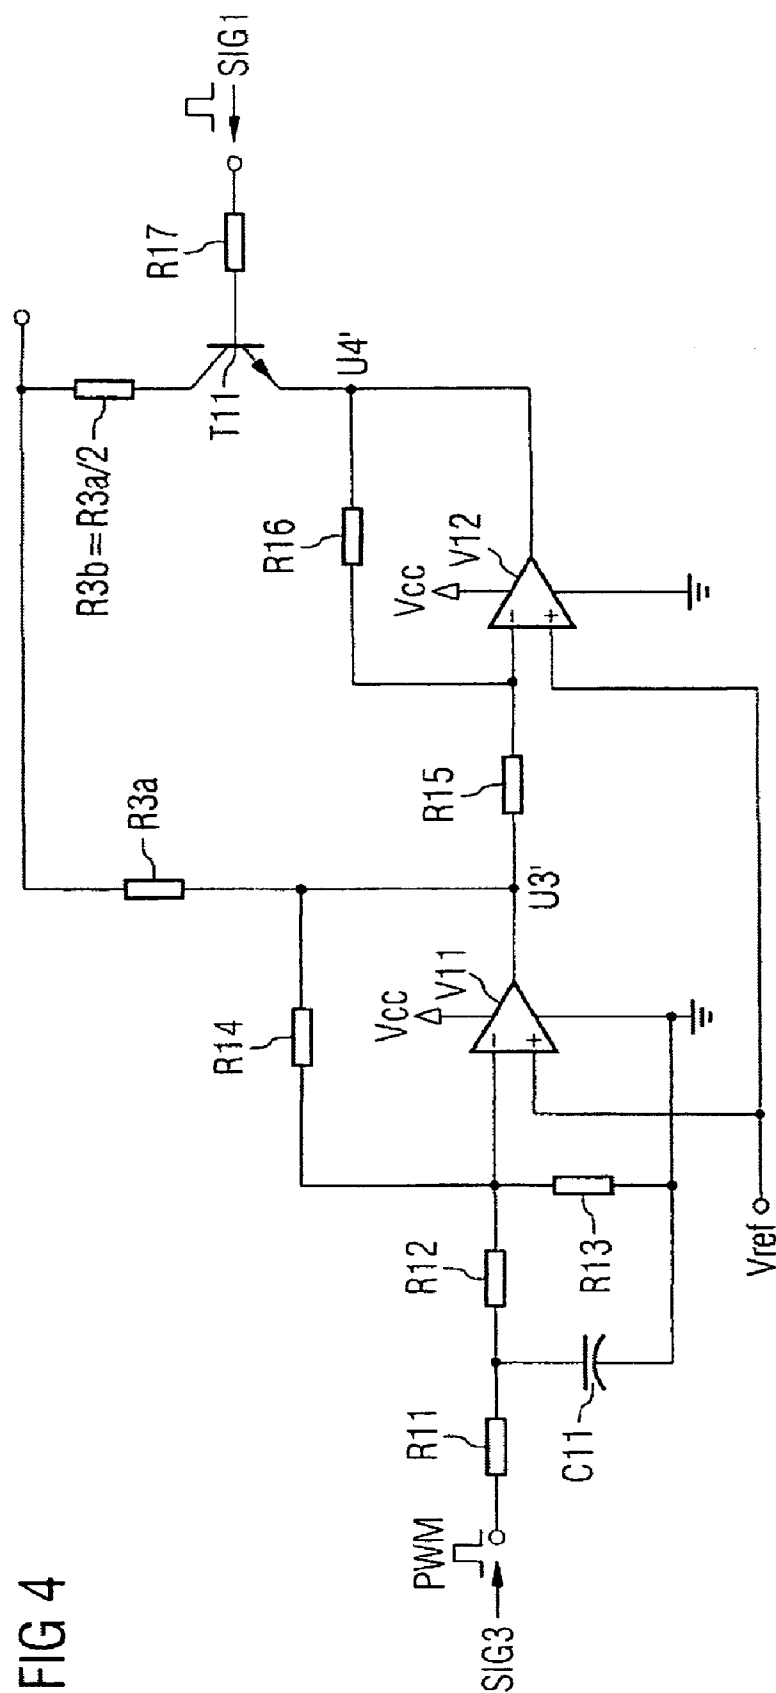 FIG 4
SIG3
PWM
R11
C11
R12
R13
Vref
R14
Vcc
V11
U3'
R3a
R15
R16
Vcc
V12
U4'
R3b=R3a/2
T11
R17
SIG1